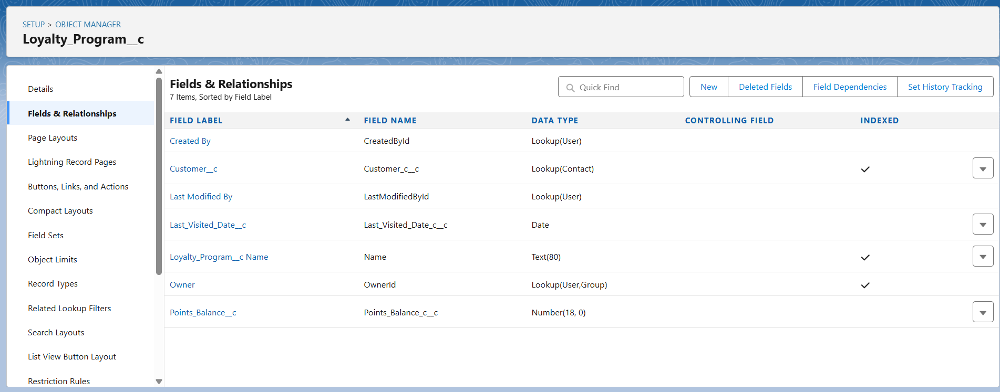 SETUP > OBJECT MANAGER
Loyalty_Program__c
Details
Fields & Relationships
Page Layouts
Lightning Record Pages
Buttons, Links, and Actions
Compact Layouts
Field Sets
Object Limits
Record Types
Related Lookup Filters
Search Layouts
List View Button Layout
Restriction Rules
Fields & Relationships
7 Items, Sorted by Field Label
Quick Find
New
Deleted Fields
Field Dependencies
Set History Tracking
FIELD LABEL FIELD NAME DATA TYPE CONTROLLING FIELD INDEXED
Created By CreatedById Lookup(User)
Customer__c Customer_c__c Lookup(Contact)
Last Modified By LastModifiedById Lookup(User)
Last_Visited_Date__c Last_Visited_Date_c__c Date
Loyalty_Program__c Name Name Text(80)
Owner OwnerId Lookup(User,Group)
Points_Balance__c Points_Balance_c__c Number(18, 0)